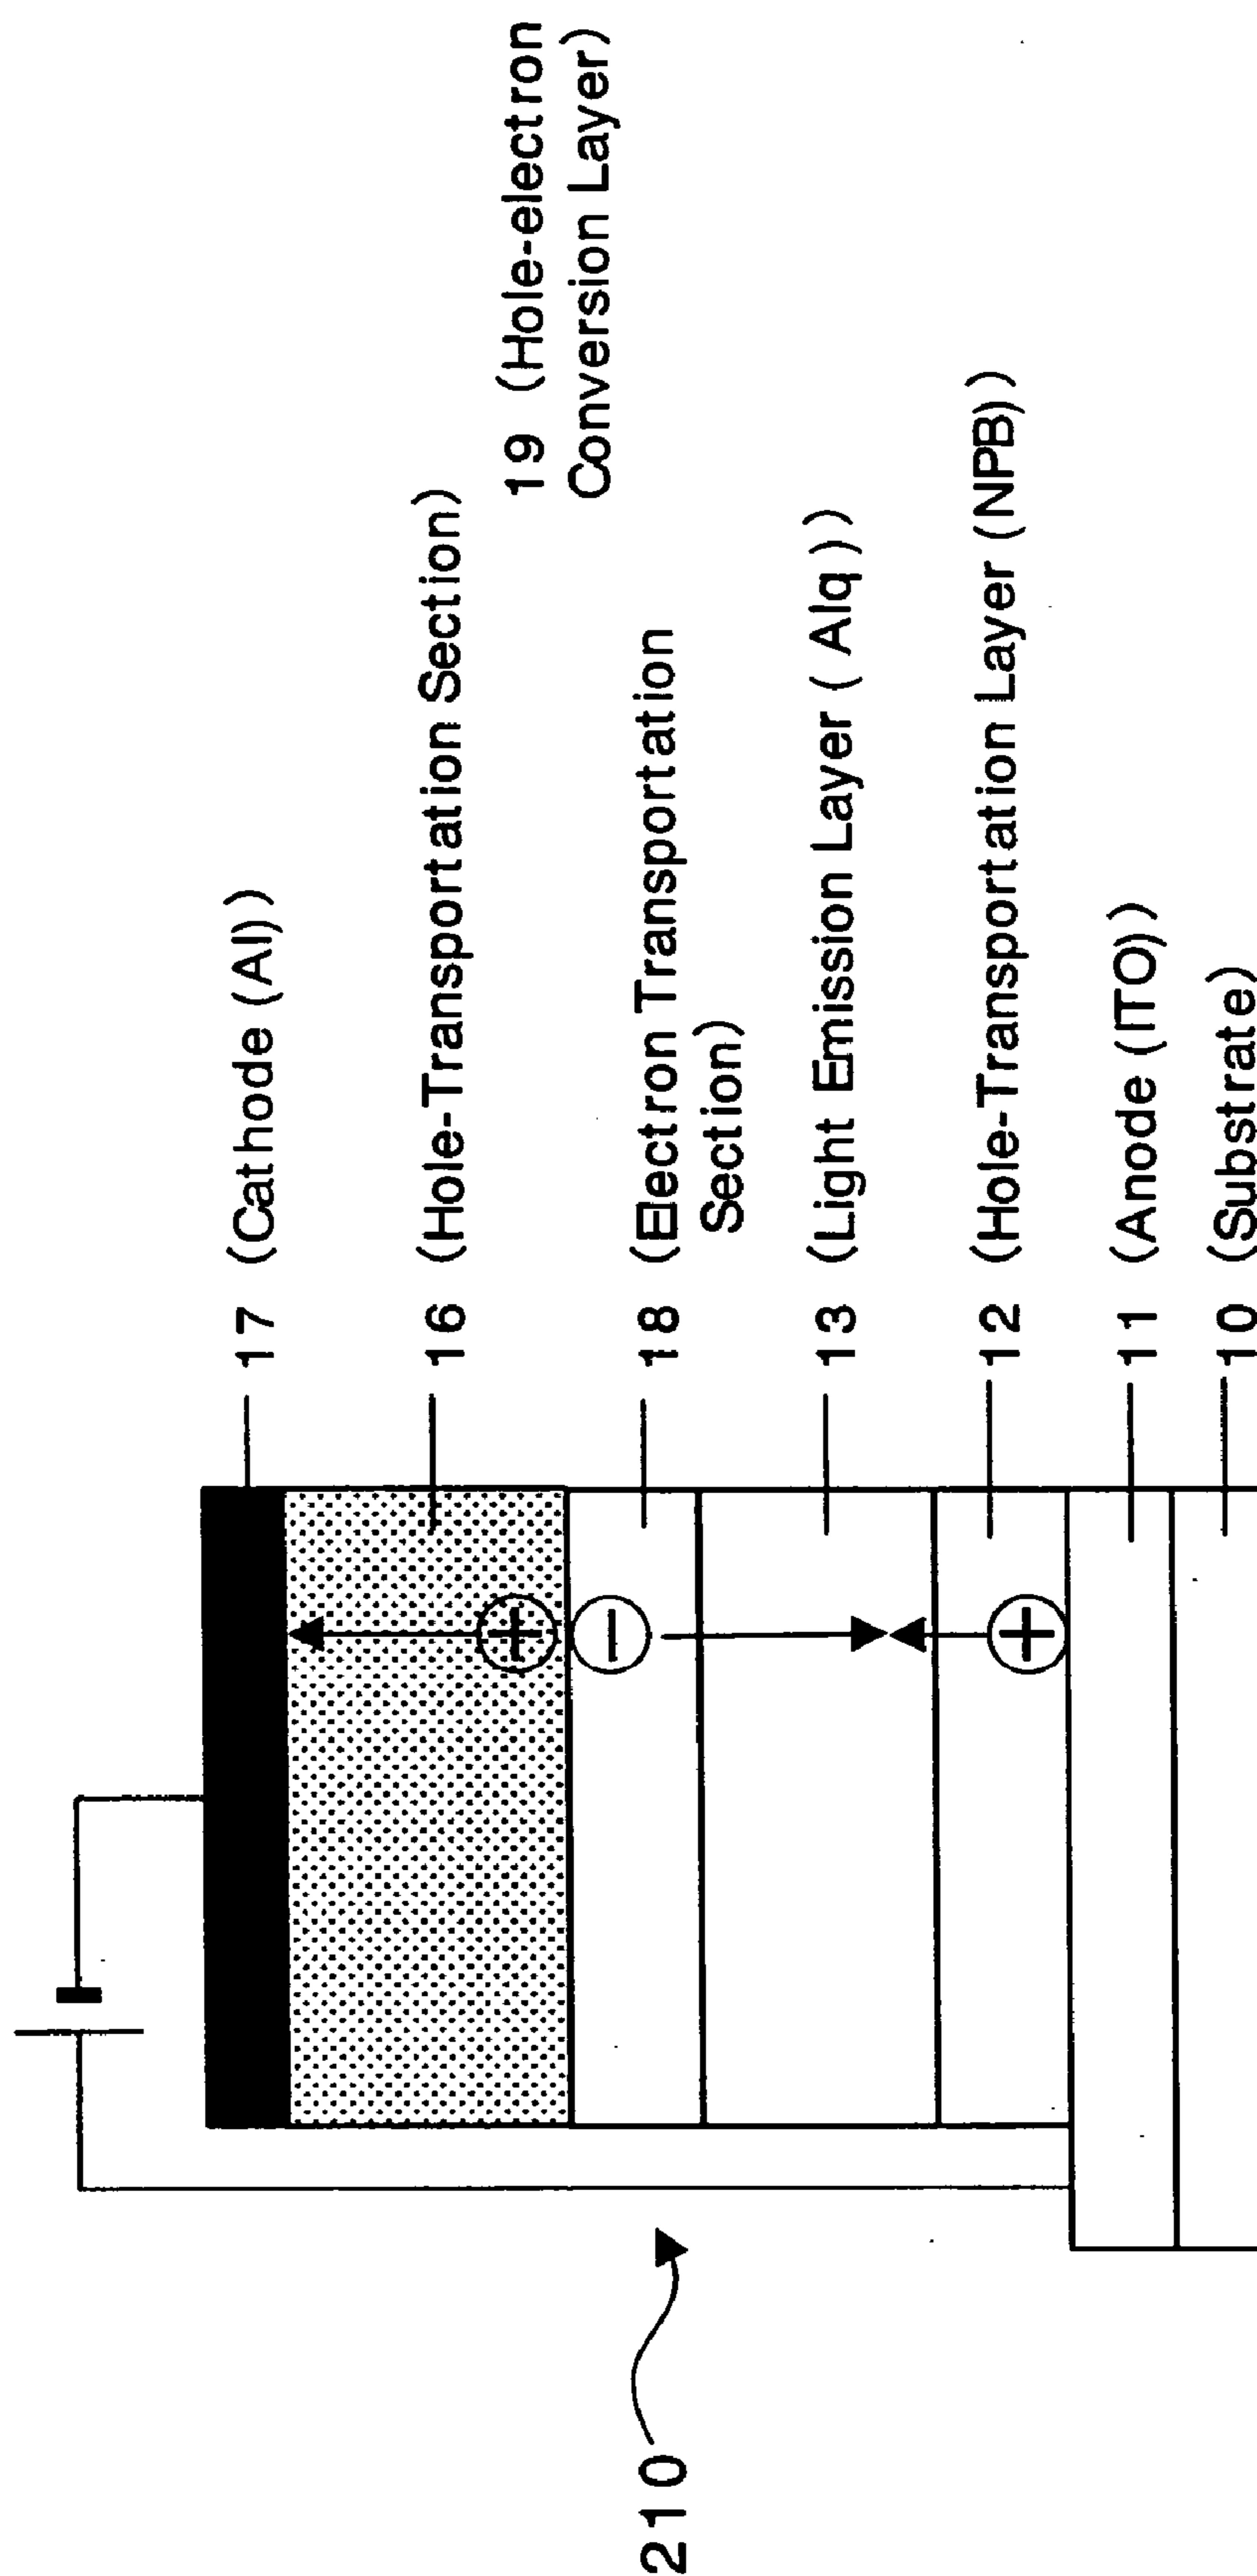 17 (Cathode (Al))
16 (Hole-Transportation Section)
19 (Hole-electron
Conversion Layer)
18 (Electron Transportation
Section)
13 (Light Emission Layer ( Alq))
12 (Hole-Transportation Layer (NPB))
11 (Anode (ITO))
10 (Substrate)
210
+
−
+